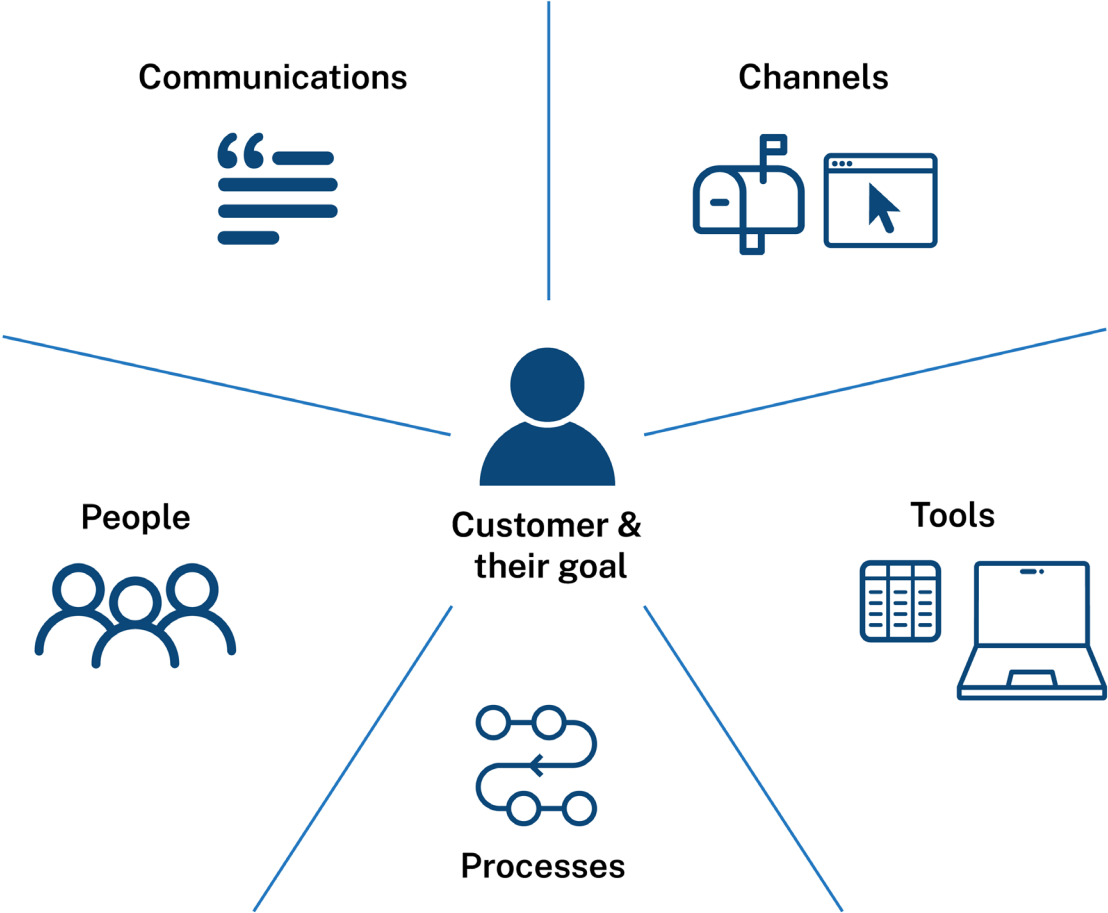 Communications
Channels
People
Customer &
their goal
Tools
Processes